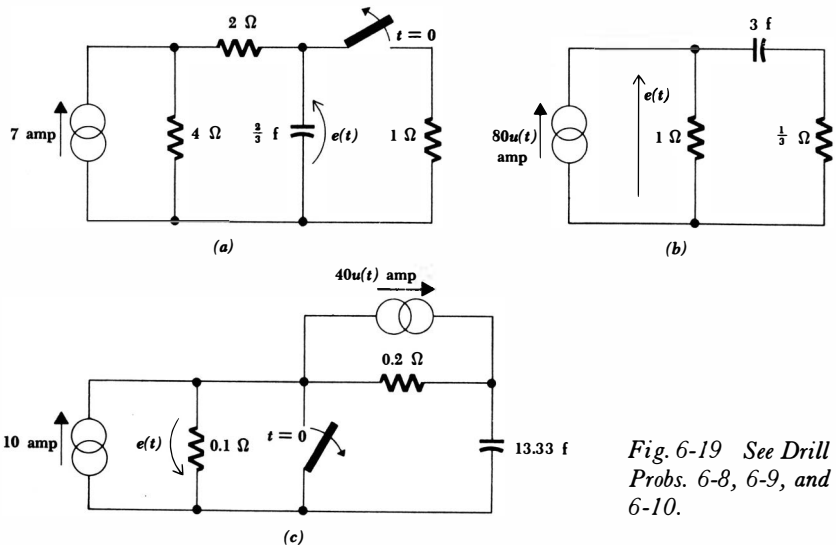 2 Ω
t = 0
7 amp
4 Ω
2/3 f
e(t)
1 Ω
(a)
3 f
e(t)
80u(t)
amp
1 Ω
1/3 Ω
(b)
40u(t) amp
0.2 Ω
10 amp
e(t)
0.1 Ω
t = 0
13.33 f
(c)
Fig. 6-19 See Drill
Probs. 6-8, 6-9, and
6-10.